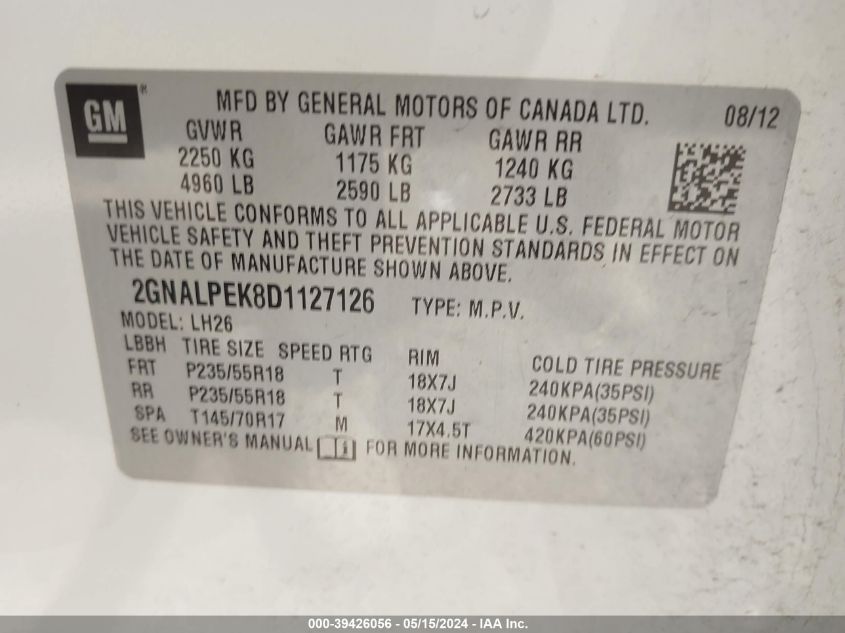 GM ®
MFD BY GENERAL MOTORS OF CANADA LTD. 08/12
GVWR GAWR FRT GAWR RR
2250 KG 1175 KG 1240 KG
4960 LB 2590 LB 2733 LB
THIS VEHICLE CONFORMS TO ALL APPLICABLE U.S. FEDERAL MOTOR
VEHICLE SAFETY AND THEFT PREVENTION STANDARDS IN EFFECT ON
THE DATE OF MANUFACTURE SHOWN ABOVE.
2GNALPEK8D1127126 TYPE: M.P.V.
MODEL: LH26
LBBH TIRE SIZE SPEED RTG RIM COLD TIRE PRESSURE
FRT P235/55R18 T 18X7J 240KPA(35PSI)
RR P235/55R18 T 18X7J 240KPA(35PSI)
SPA T145/70R17 M 17X4.5T 420KPA(60PSI)
SEE OWNER'S MANUAL i FOR MORE INFORMATION.
000-39426056 - 05/15/2024 - IAA Inc.